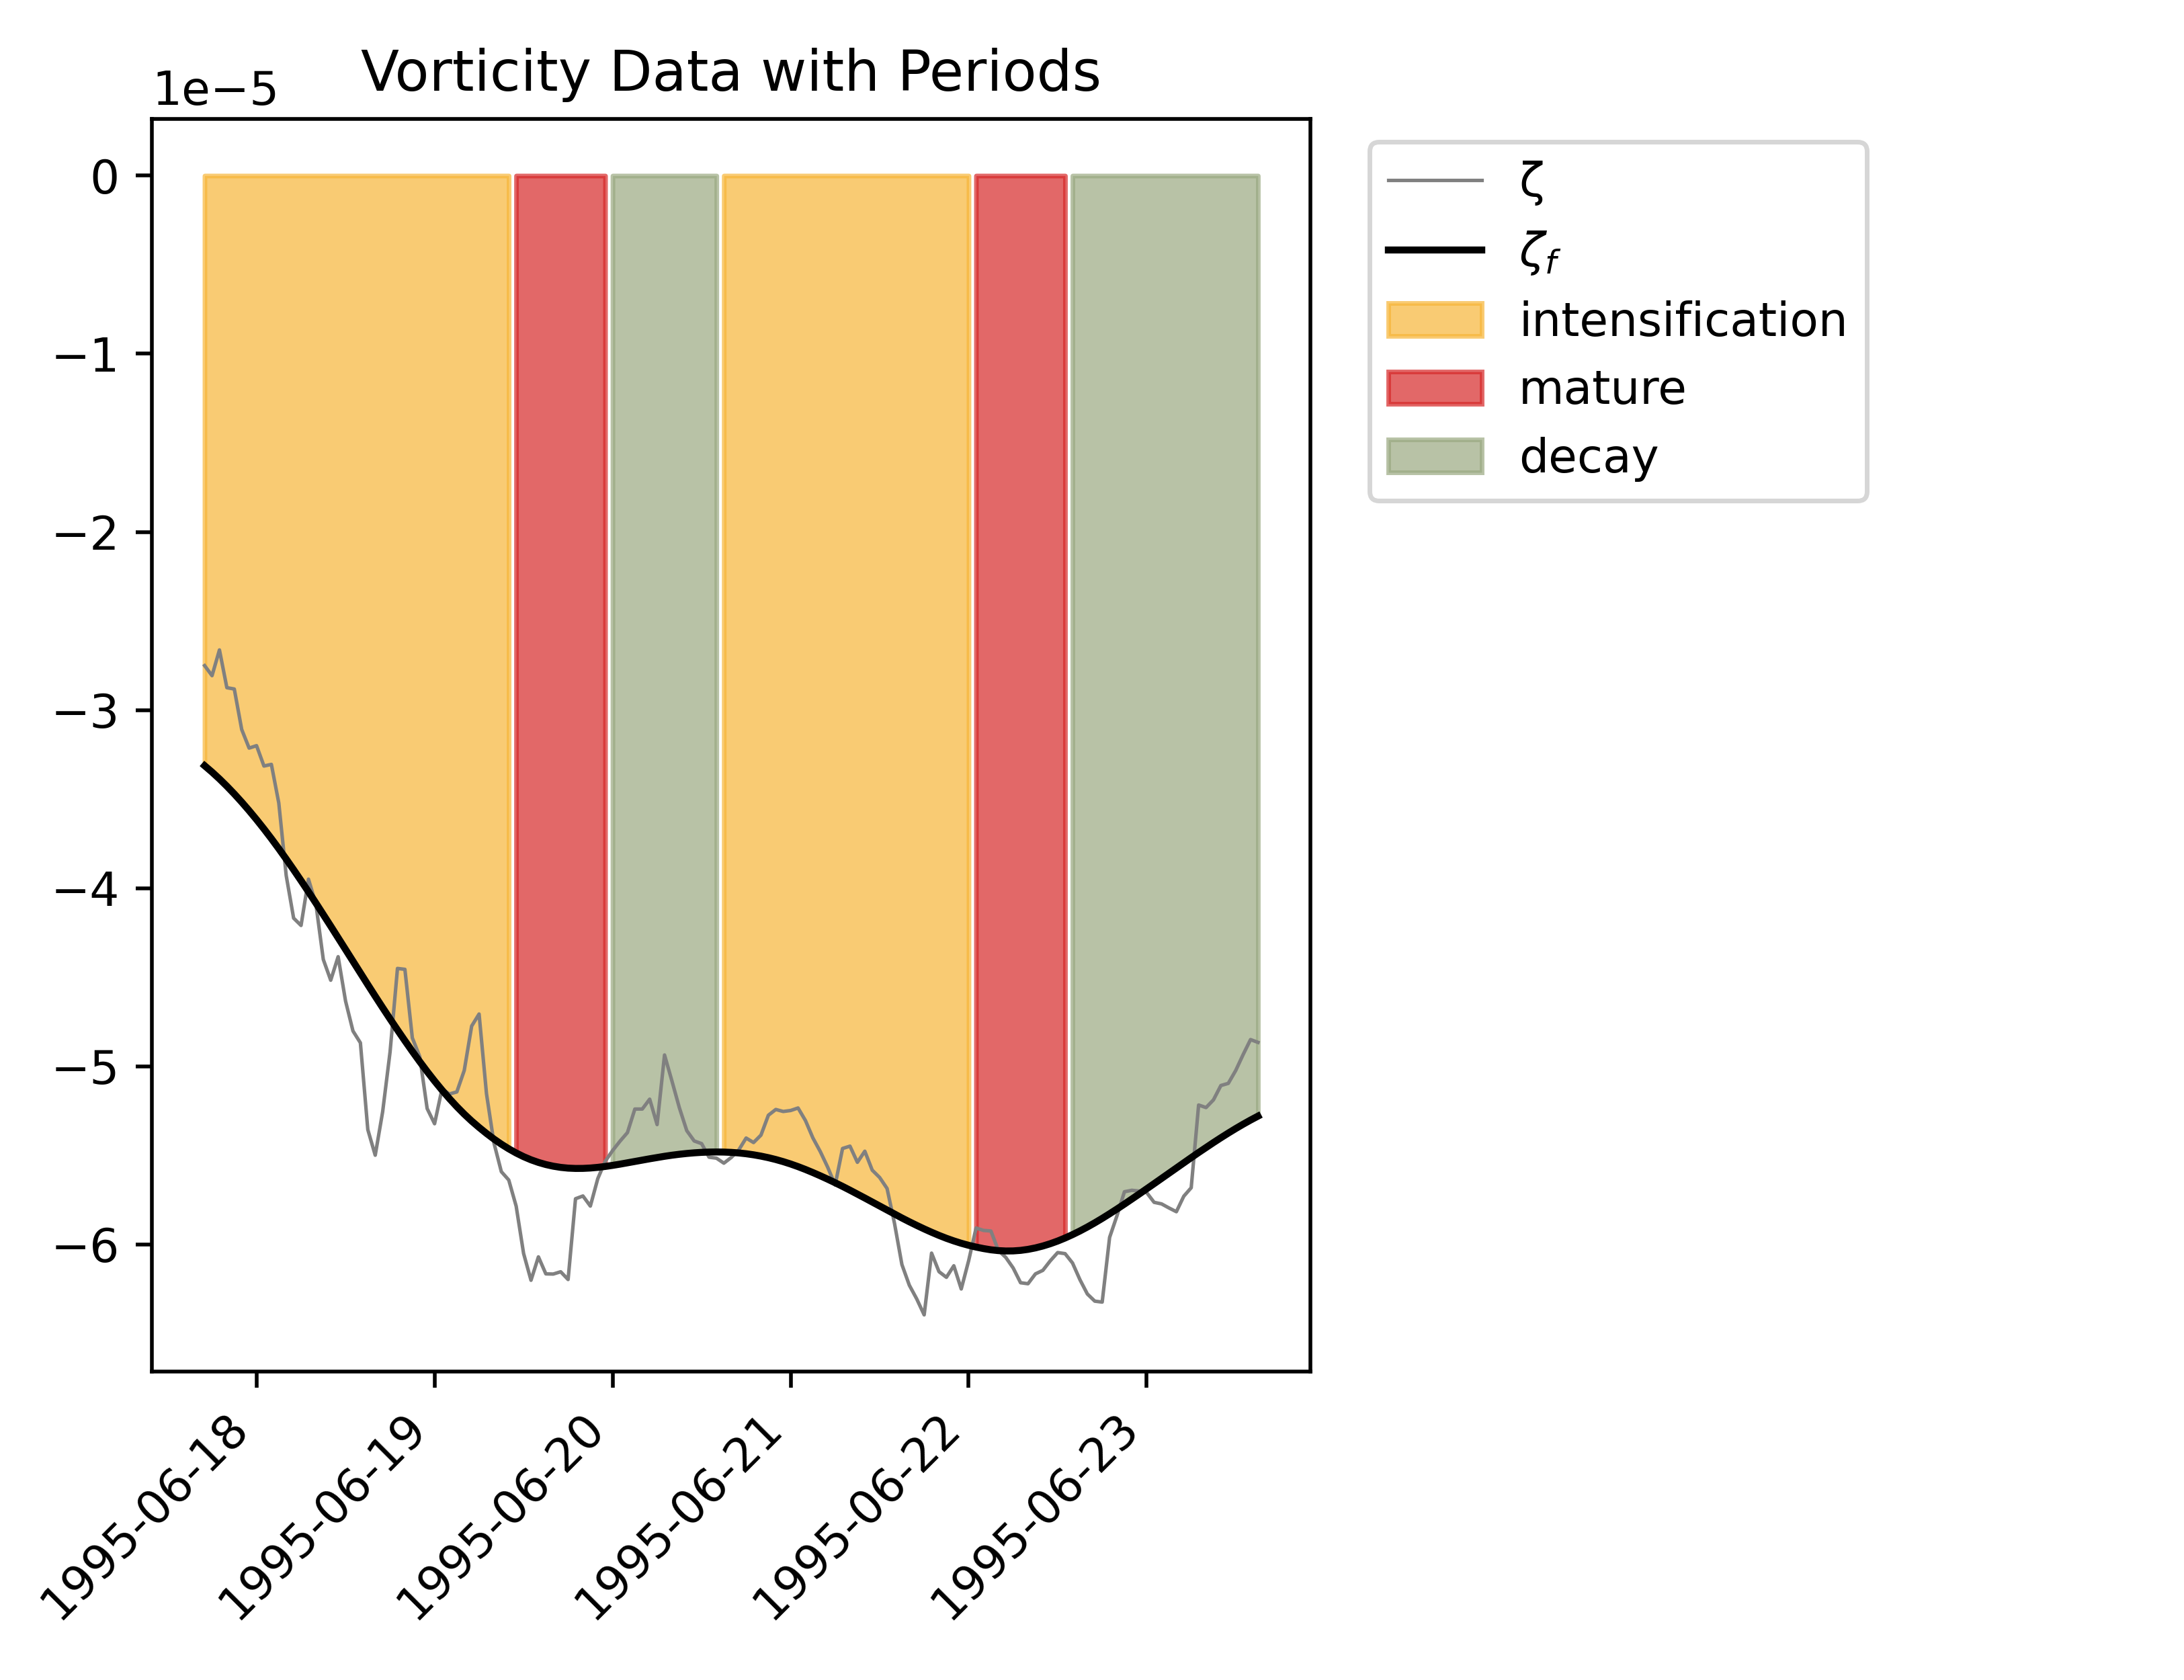 Vorticity Data with Periods
1e−5
0
−1
−2
−3
−4
−5
−6
1995-06-18
1995-06-19
1995-06-20
1995-06-21
1995-06-22
1995-06-23
ζ
ζf
intensification
mature
decay